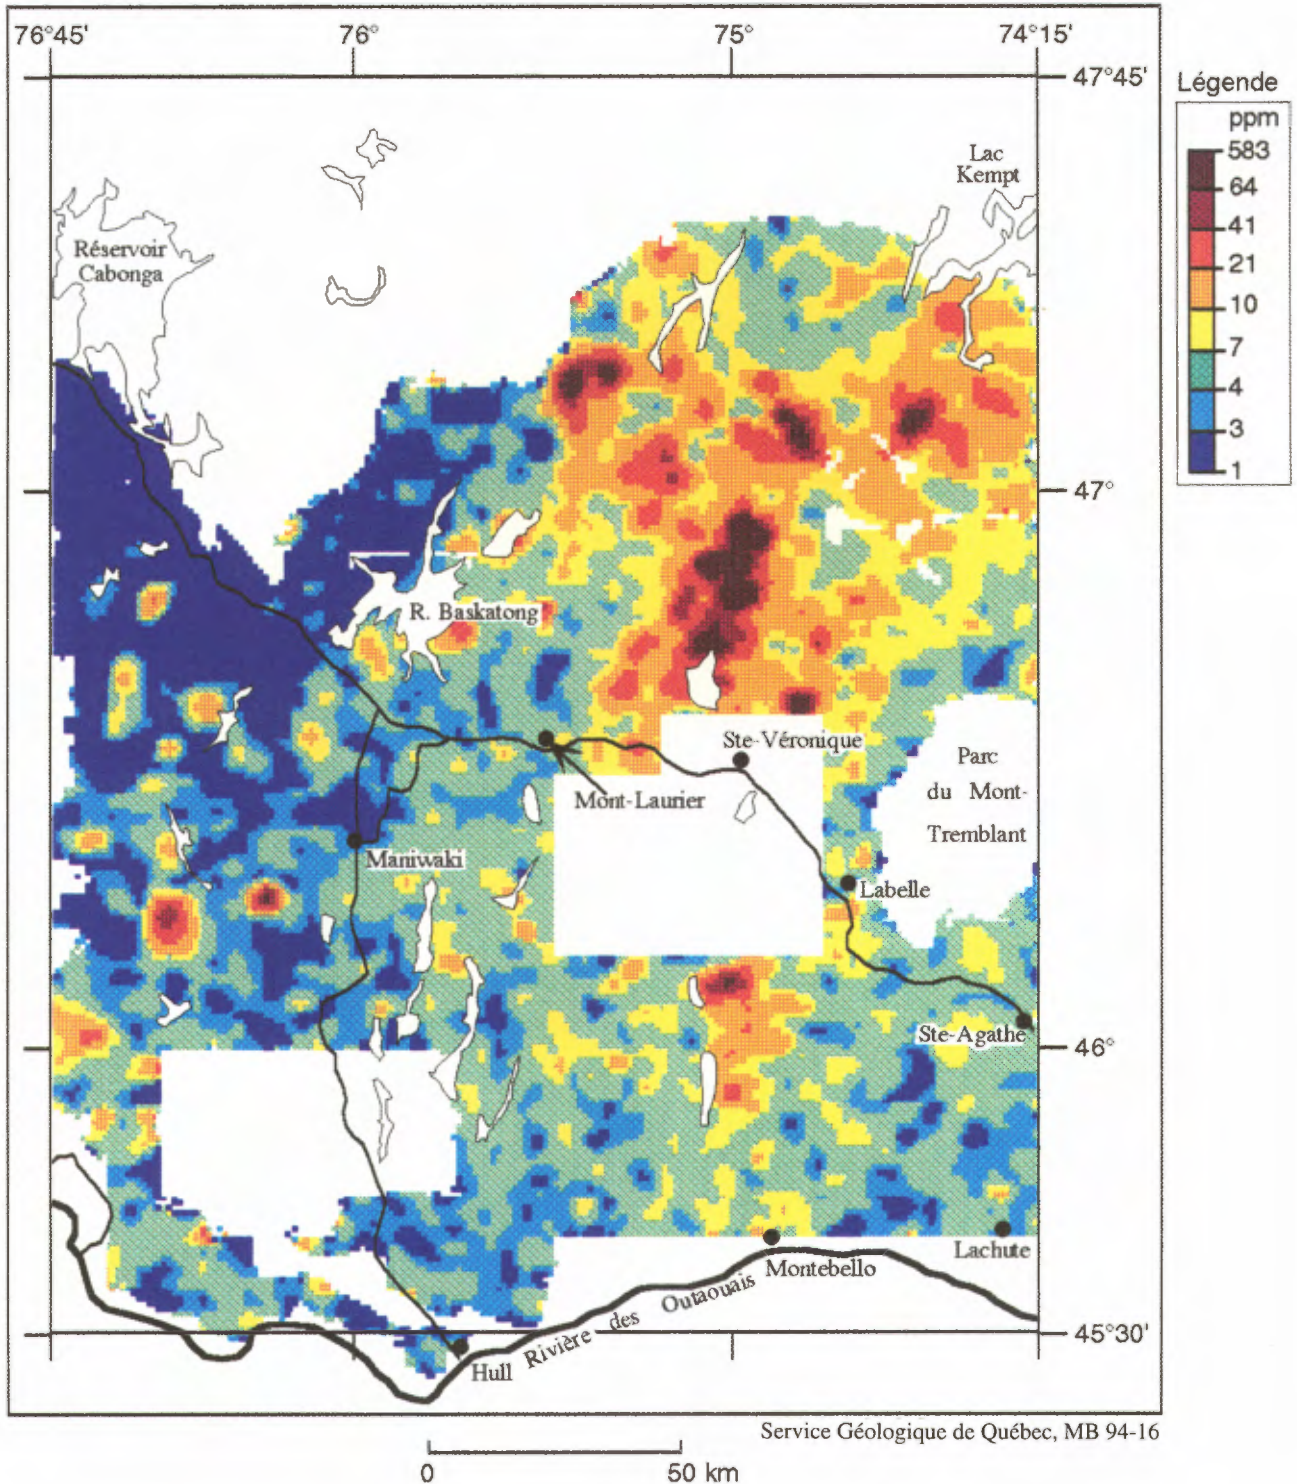 76°45'
76°
75°
74°15'
47°45'
Légende
ppm
583
64
41
21
10
7
4
3
1
Lac
Kempt
Réservoir
Cabonga
47°
R. Baskatong
Ste-Véronique
Parc
du Mont-
Tremblant
Mont-Laurier
Maniwaki
Labelle
Ste-Agathe
46°
Lachute
Montebello
Rivière des Outaouais
45°30'
Hull
Service Géologique de Québec, MB 94-16
0
50 km